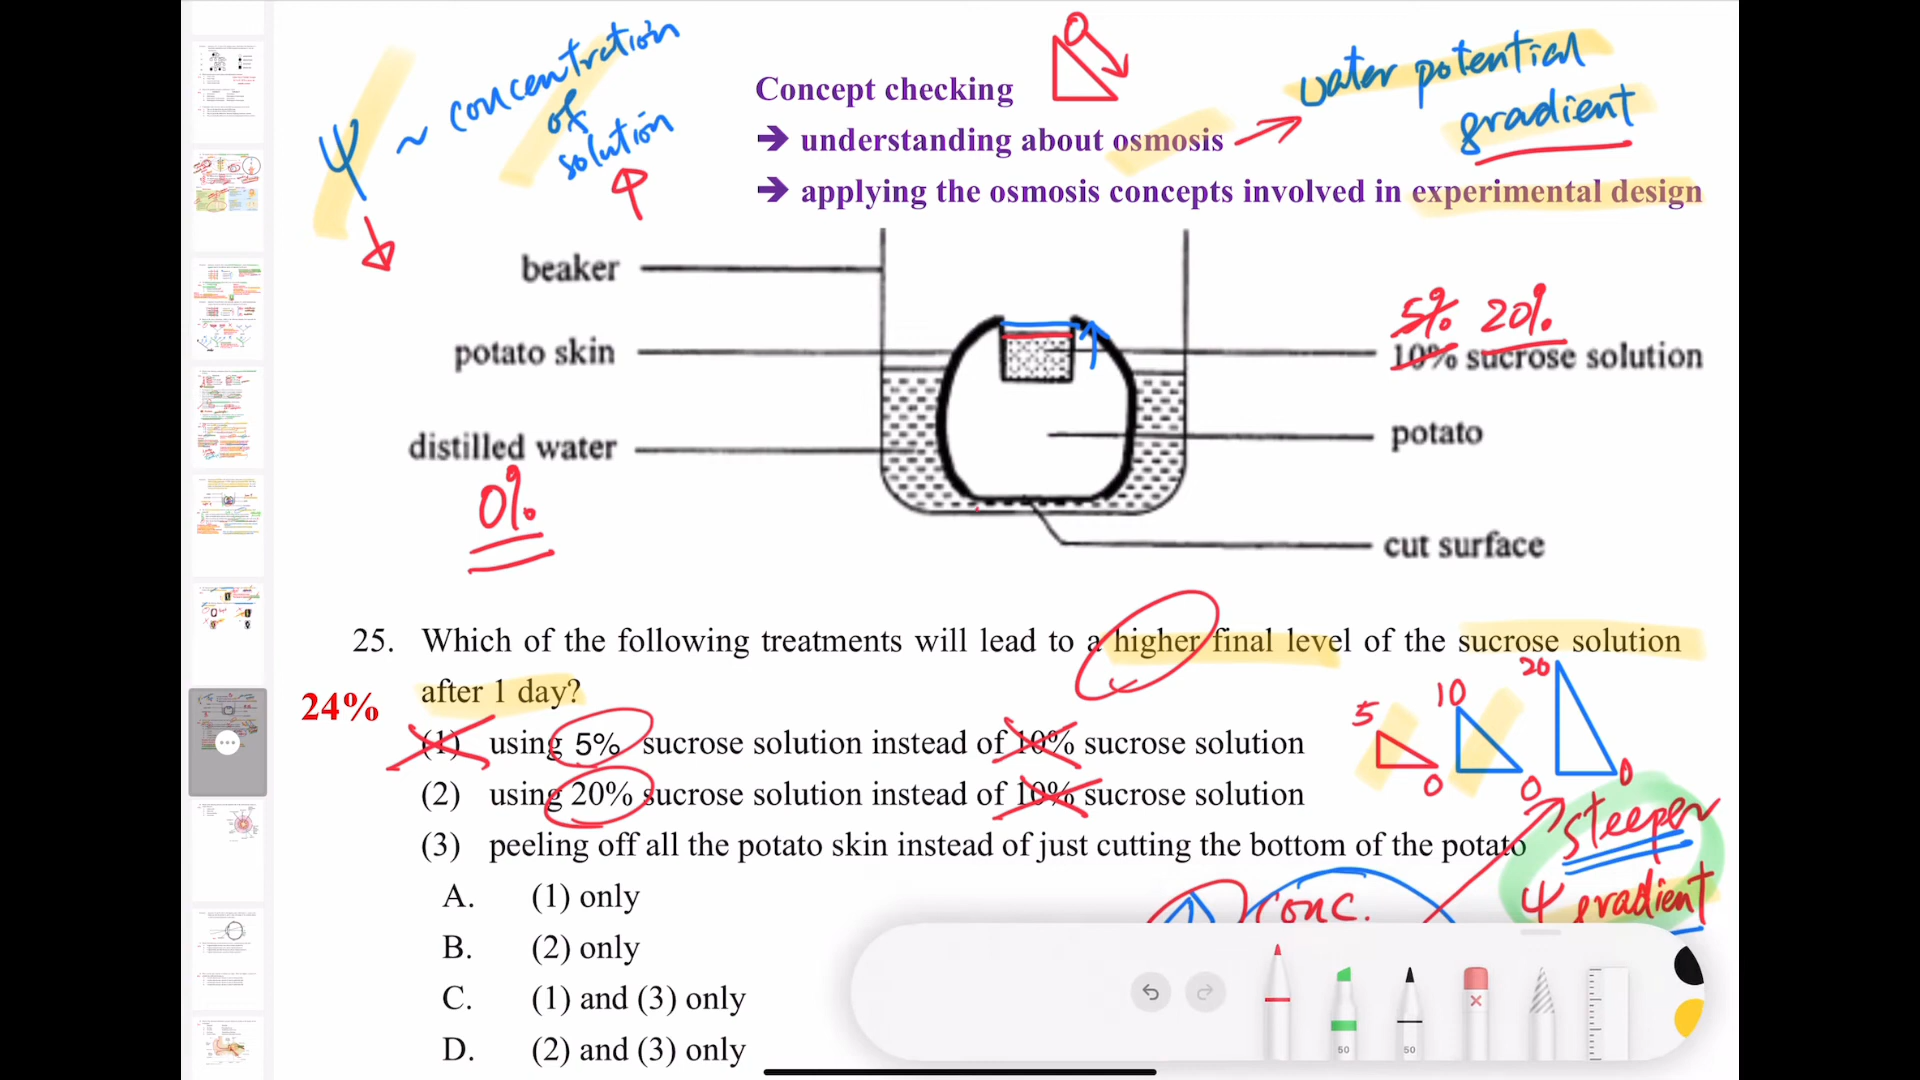 ψ ~ concentration
of
solution
Concept checking
→ understanding about osmosis → water potential
gradient
→ applying the osmosis concepts involved in experimental design
beaker
potato skin
distilled water
0%
5% 20%
10% sucrose solution
potato
cut surface
25. Which of the following treatments will lead to a higher final level of the sucrose solution
after 1 day?
24%
(1) using 5% sucrose solution instead of 10% sucrose solution
(2) using 20% sucrose solution instead of 10% sucrose solution
(3) peeling off all the potato skin instead of just cutting the bottom of the potato
5 0
10 0
20 0
steeper
ψ gradient
conc.
A. (1) only
B. (2) only
C. (1) and (3) only
D. (2) and (3) only
50
50